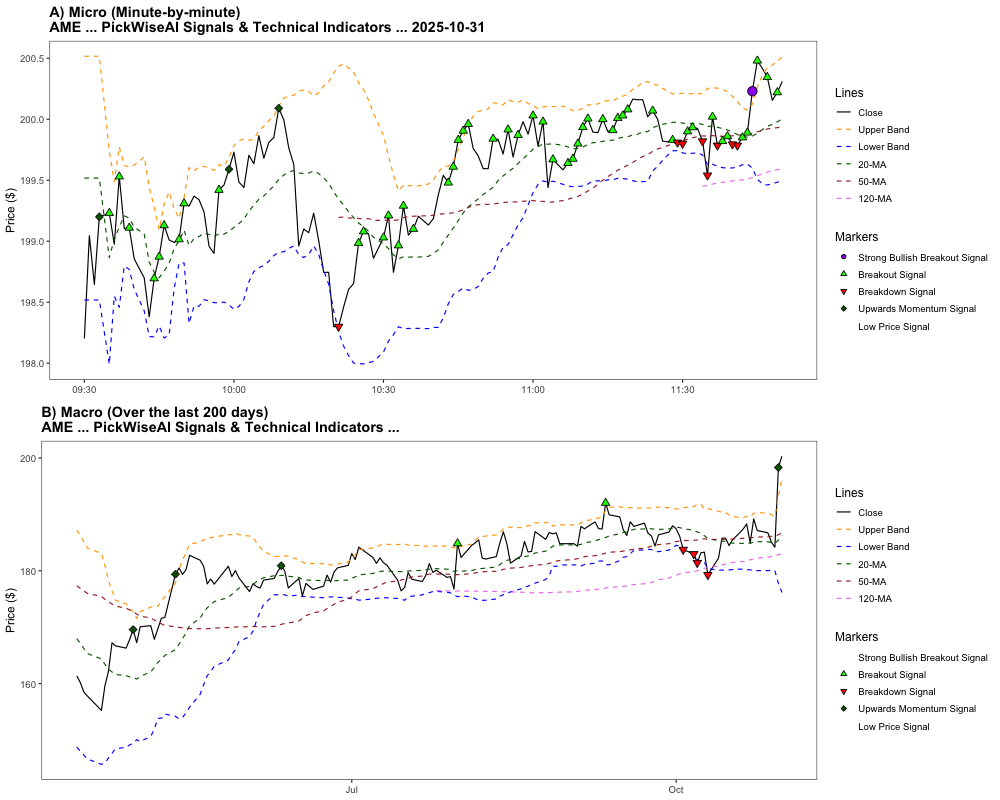 A) Micro (Minute-by-minute)
AME ... PickWiseAI Signals & Technical Indicators ... 2025-10-31
Price ($)
200.5
200.0
199.5
199.0
198.5
198.0
09:30
10:00
10:30
11:00
11:30
Lines
Close
Upper Band
Lower Band
20-MA
50-MA
120-MA
Markers
Strong Bullish Breakout Signal
Breakout Signal
Breakdown Signal
Upwards Momentum Signal
Low Price Signal
B) Macro (Over the last 200 days)
AME ... PickWiseAI Signals & Technical Indicators ...
Price ($)
200
180
160
Jul
Oct
Lines
Close
Upper Band
Lower Band
20-MA
50-MA
120-MA
Markers
Strong Bullish Breakout Signal
Breakout Signal
Breakdown Signal
Upwards Momentum Signal
Low Price Signal